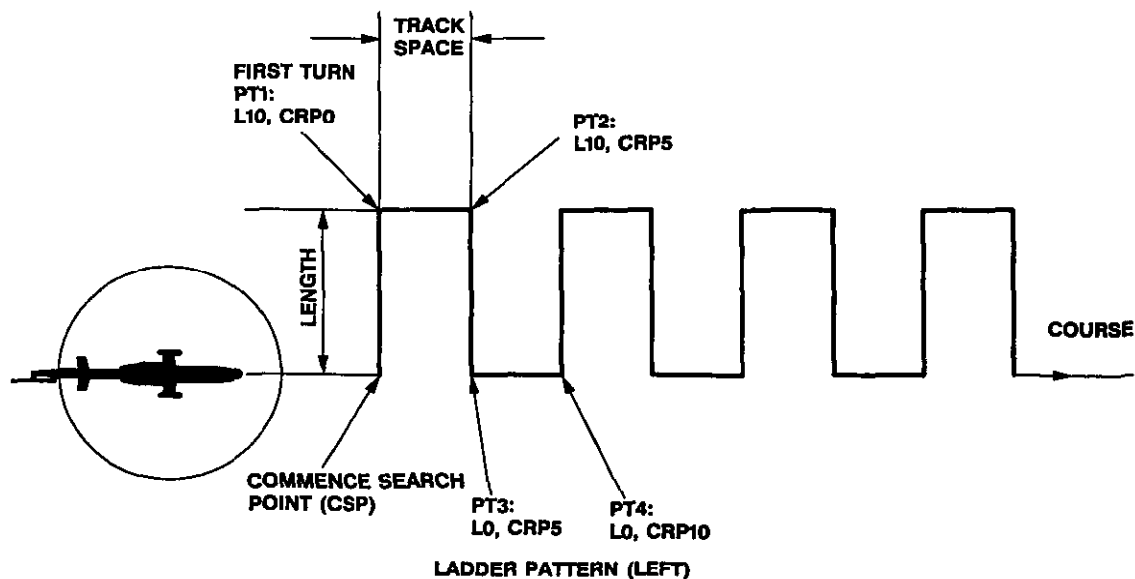 TRACK
SPACE
FIRST TURN
PT1:
L10, CRP0
PT2:
L10, CRP5
LENGTH
COURSE
COMMENCE SEARCH
POINT (CSP)
PT3:
L0, CRP5
PT4:
L0, CRP10
LADDER PATTERN (LEFT)